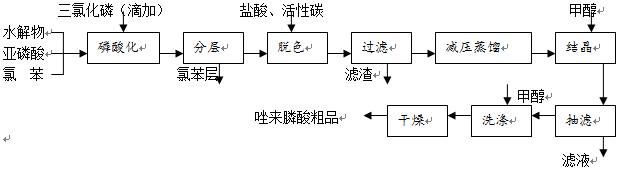 三氯化磷（滴加）
盐酸、活性碳
甲醇
水解物
亚磷酸
氯 苯
磷酸化
分层
脱色
过滤
减压蒸馏
结晶
氯苯层
滤渣
甲醇
唑来膦酸粗品
干燥
洗涤
抽滤
滤液